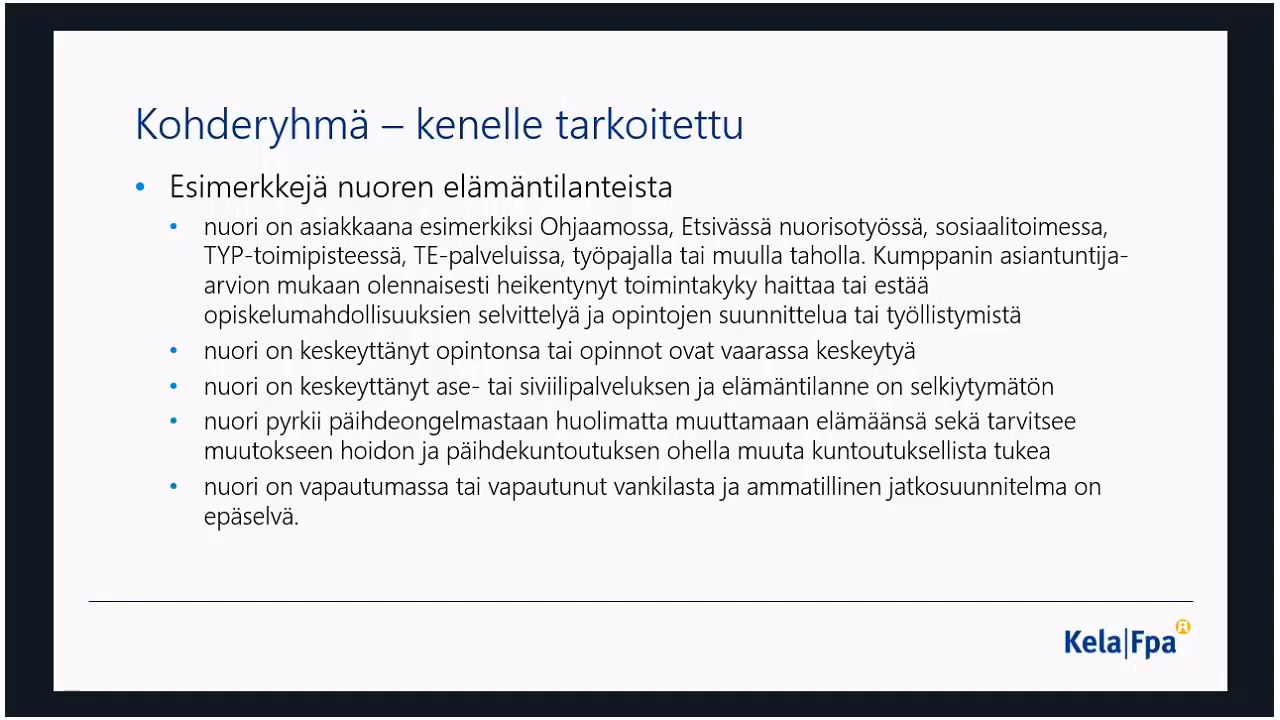 Kohderyhmä – kenelle tarkoitettu
• Esimerkkejä nuoren elämäntilanteista
• nuori on asiakkaana esimerkiksi Ohjaamossa, Etsivässä nuorisotyössä, sosiaalitoimessa,
TYP-toimipisteessä, TE-palveluissa, työpajalla tai muulla taholla. Kumppanin asiantuntija-
arvion mukaan olennaisesti heikentynyt toimintakyky haittaa tai estää
opiskelumahdollisuuksien selvittelyä ja opintojen suunnittelua tai työllistymistä
• nuori on keskeyttänyt opintonsa tai opinnot ovat vaarassa keskeytyä
• nuori on keskeyttänyt ase- tai siviilipalveluksen ja elämäntilanne on selkiytymätön
• nuori pyrkii päihdeongelmastaan huolimatta muuttamaan elämäänsä sekä tarvitsee
muutokseen hoidon ja päihdekuntoutuksen ohella muuta kuntoutuksellista tukea
• nuori on vapautumassa tai vapautunut vankilasta ja ammatillinen jatkosuunnitelma on
epäselvä.
Kela|Fpa